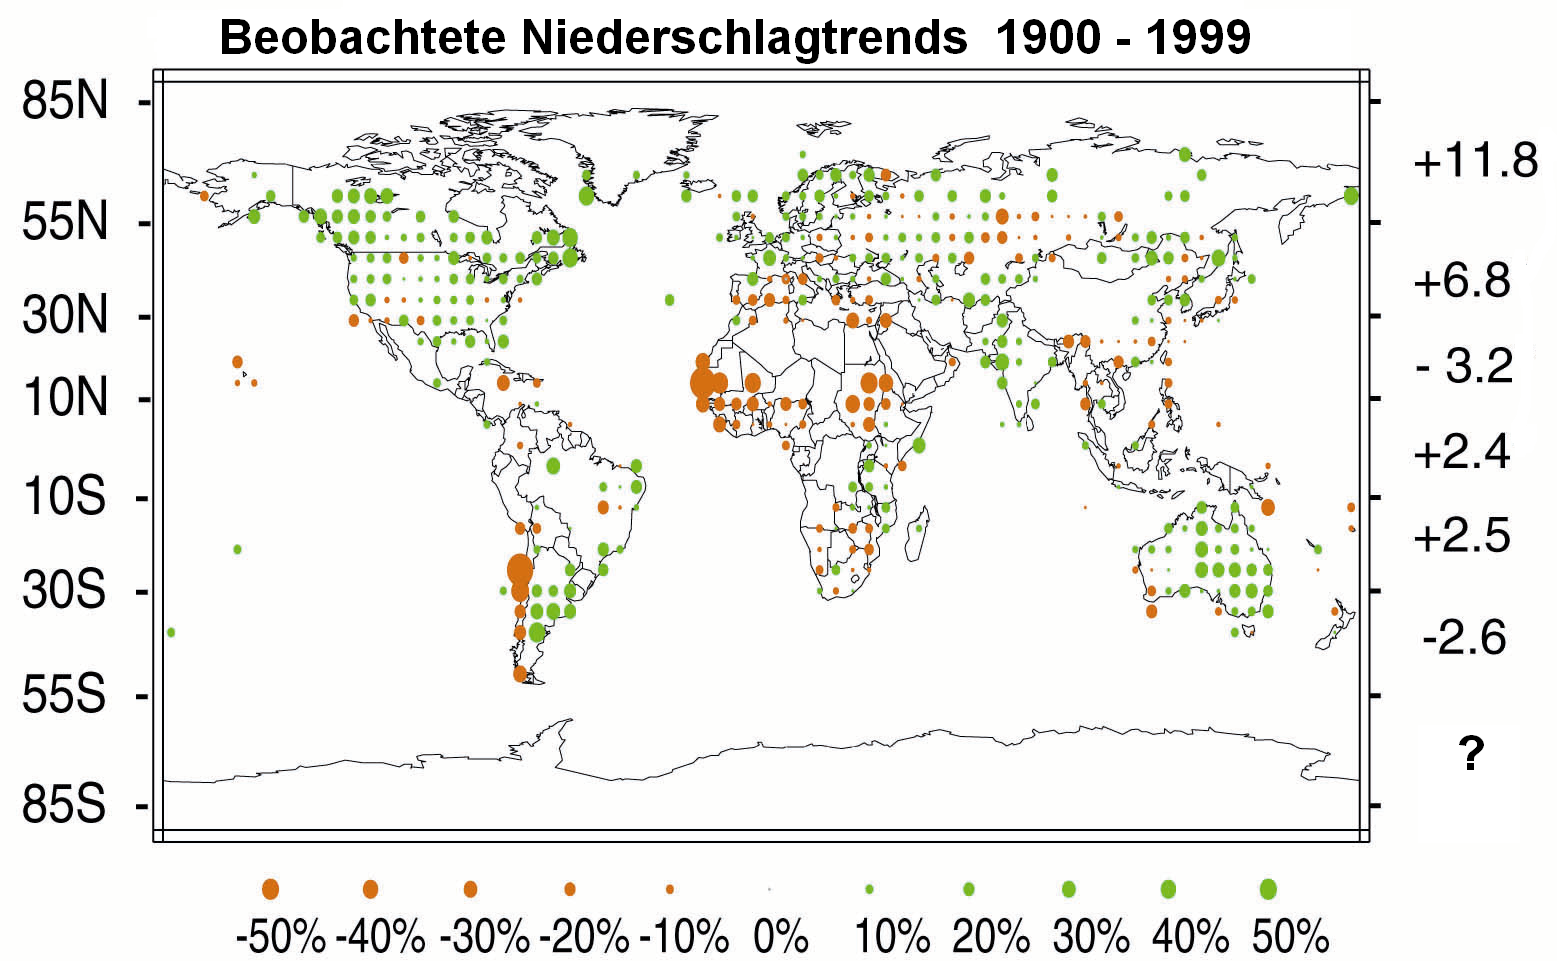 Beobachtete Niederschlagtrends 1900 - 1999
85N
+11.8
55N
+6.8
30N
- 3.2
10N
+2.4
10S
+2.5
30S
-2.6
55S
?
85S
-50% -40% -30% -20% -10% 0% 10% 20% 30% 40% 50%